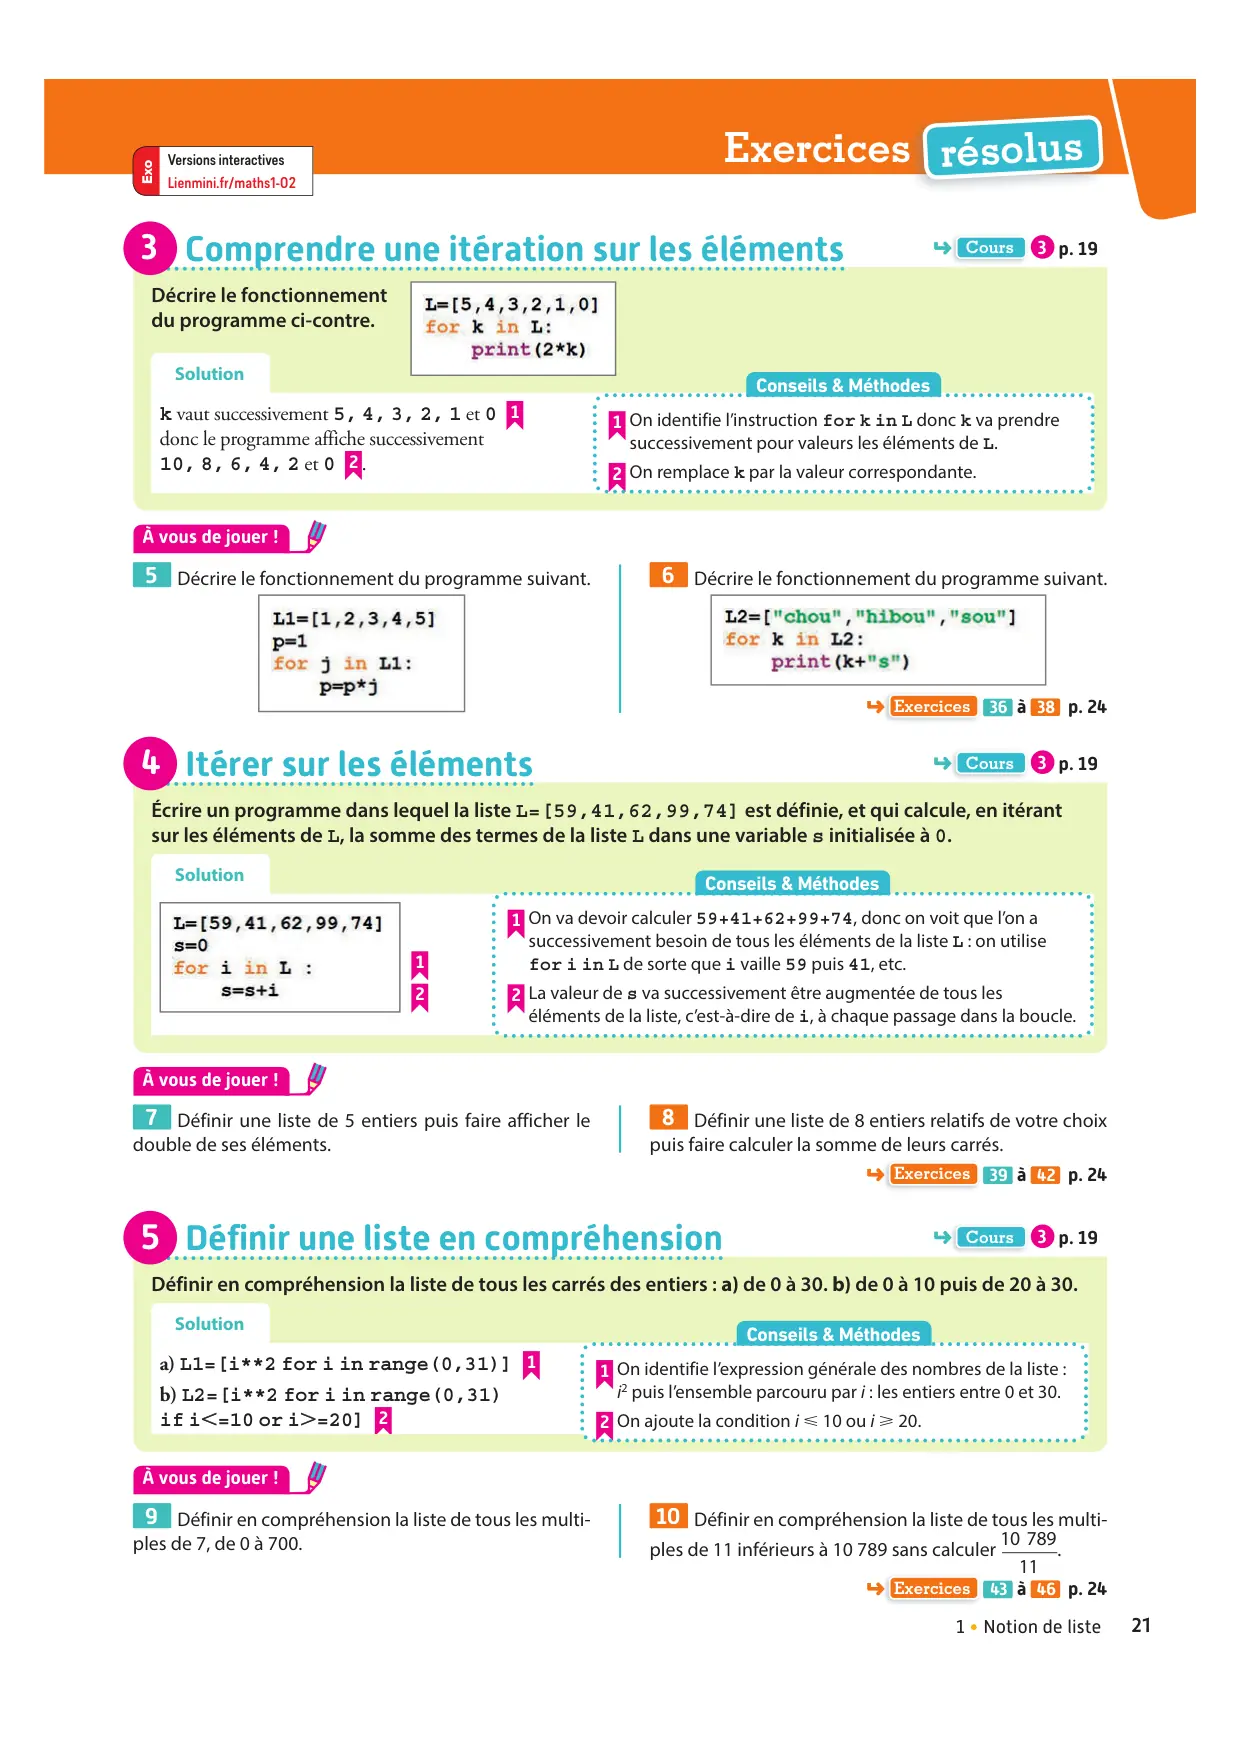 Exercices résolus
Exo
Versions interactives
Lienmini.fr/maths1-02
3 Comprendre une itération sur les éléments
Cours 3 p. 19
Décrire le fonctionnement
du programme ci-contre.
L=[5,4,3,2,1,0]
for k in L:
print(2*k)
Solution
k vaut successivement 5, 4, 3, 2, 1 et 0 1
donc le programme affiche successivement
10, 8, 6, 4, 2 et 0 2.
Conseils & Méthodes
1 On identifie l'instruction for k in L donc k va prendre
successivement pour valeurs les éléments de L.
2 On remplace k par la valeur correspondante.
À vous de jouer !
5 Décrire le fonctionnement du programme suivant.
L1=[1,2,3,4,5]
p=1
for j in L1:
p=p*j
6 Décrire le fonctionnement du programme suivant.
L2=["chou","hibou","sou"]
for k in L2:
print(k+"s")
Exercices 36 à 38 p. 24
4 Itérer sur les éléments
Cours 3 p. 19
Écrire un programme dans lequel la liste L=[59,41,62,99,74] est définie, et qui calcule, en itérant
sur les éléments de L, la somme des termes de la liste L dans une variable s initialisée à 0.
Solution
L=[59,41,62,99,74]
s=0
for i in L : 1
s=s+i 2
Conseils & Méthodes
1 On va devoir calculer 59+41+62+99+74, donc on voit que l'on a
successivement besoin de tous les éléments de la liste L : on utilise
for i in L de sorte que i vaille 59 puis 41, etc.
2 La valeur de s va successivement être augmentée de tous les
éléments de la liste, c'est-à-dire de i, à chaque passage dans la boucle.
À vous de jouer !
7 Définir une liste de 5 entiers puis faire afficher le
double de ses éléments.
8 Définir une liste de 8 entiers relatifs de votre choix
puis faire calculer la somme de leurs carrés.
Exercices 39 à 42 p. 24
5 Définir une liste en compréhension
Cours 3 p. 19
Définir en compréhension la liste de tous les carrés des entiers : a) de 0 à 30. b) de 0 à 10 puis de 20 à 30.
Solution
a) L1=[i**2 for i in range(0,31)] 1
b) L2=[i**2 for i in range(0,31)
if i<=10 or i>=20] 2
Conseils & Méthodes
1 On identifie l'expression générale des nombres de la liste :
i² puis l'ensemble parcouru par i : les entiers entre 0 et 30.
2 On ajoute la condition i ⩽ 10 ou i ⩾ 20.
À vous de jouer !
9 Définir en compréhension la liste de tous les multi-
ples de 7, de 0 à 700.
10 Définir en compréhension la liste de tous les multi-
ples de 11 inférieurs à 10 789 sans calculer 10 789/11.
Exercices 43 à 46 p. 24
1 • Notion de liste 21